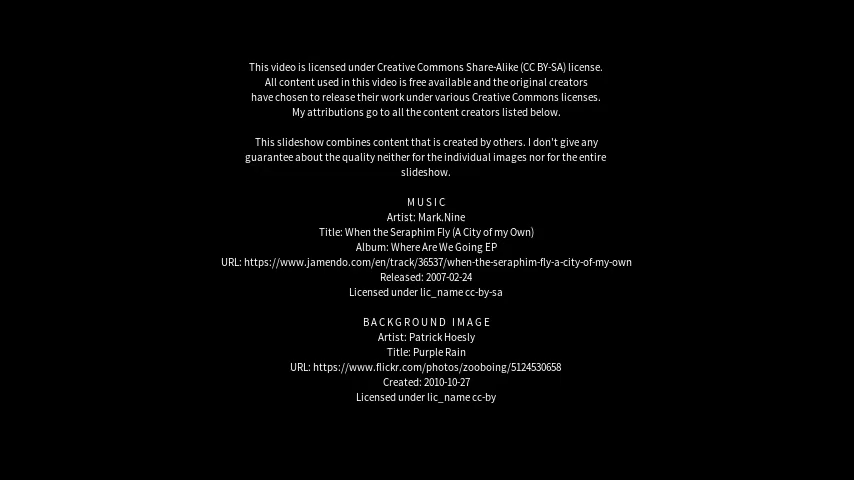 This video is licensed under Creative Commons Share-Alike (CC BY-SA) license.
All content used in this video is free available and the original creators
have chosen to release their work under various Creative Commons licenses.
My attributions go to all the content creators listed below.
This slideshow combines content that is created by others. I don't give any
guarantee about the quality neither for the individual images nor for the entire
slideshow.
MUSIC
Artist: Mark.Nine
Title: When the Seraphim Fly (A City of my Own)
Album: Where Are We Going EP
URL: https://www.jamendo.com/en/track/36537/when-the-seraphim-fly-a-city-of-my-own
Released: 2007-02-24
Licensed under lic_name cc-by-sa
BACKGROUND IMAGE
Artist: Patrick Hoesly
Title: Purple Rain
URL: https://www.flickr.com/photos/zooboing/5124530658
Created: 2010-10-27
Licensed under lic_name cc-by